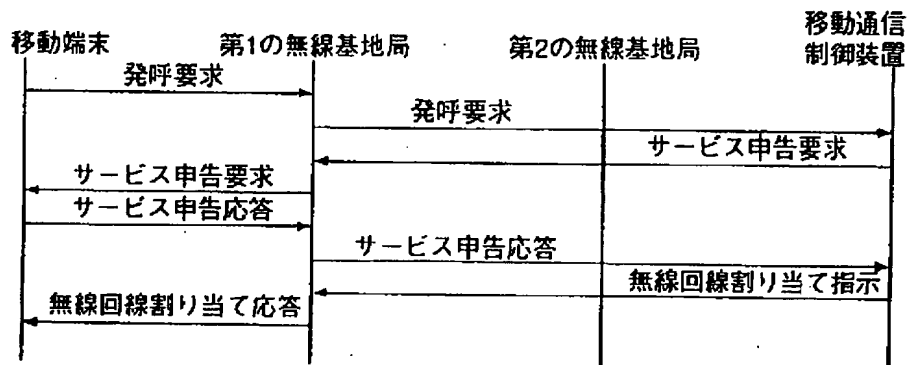 移動端末
第1の無線基地局
第2の無線基地局
移動通信
制御装置
発呼要求
発呼要求
サービス申告要求
サービス申告要求
サービス申告応答
サービス申告応答
無線回線割り当て指示
無線回線割り当て応答